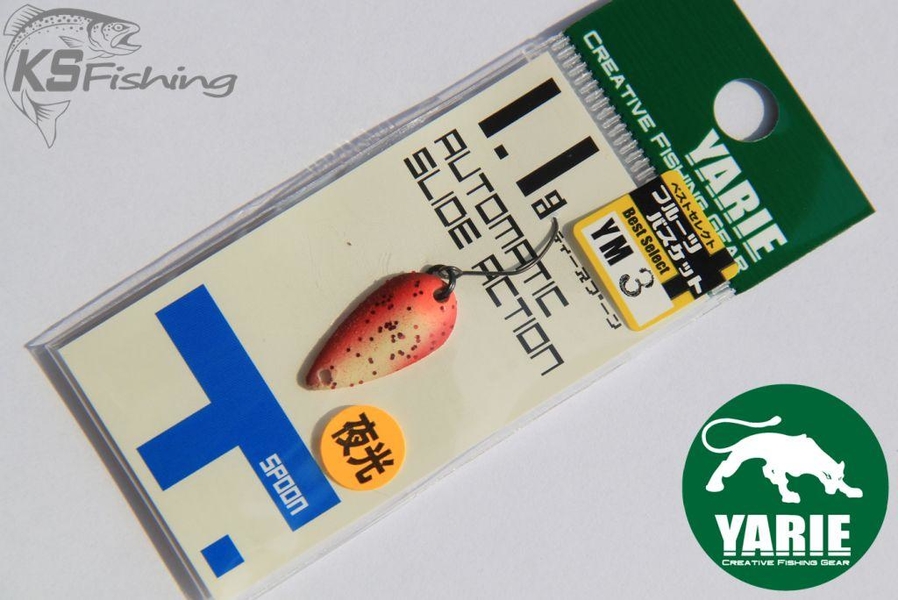 KSFishing
CREATIVE FISHING GEAR
YARIE
ベストセレクト
フルーツ
バスケット
Best Select
YM 3
1.1g
AUTOMATIC
SLIDE ACTION
ティースプーン
T.
SPOON
夜光
YARIE
CREATIVE FISHING GEAR